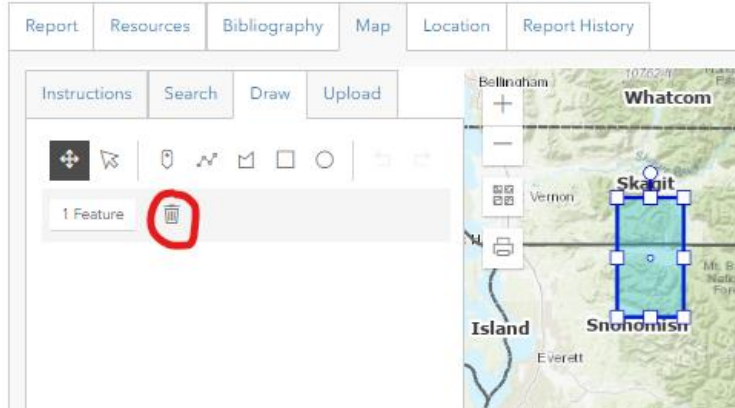 Report Resources Bibliography Map Location Report History
Instructions Search Draw Upload
1 Feature
Bellingham
Whatcom
Skagit
Vernon
Mt. B
Island
Snohomish
Everett